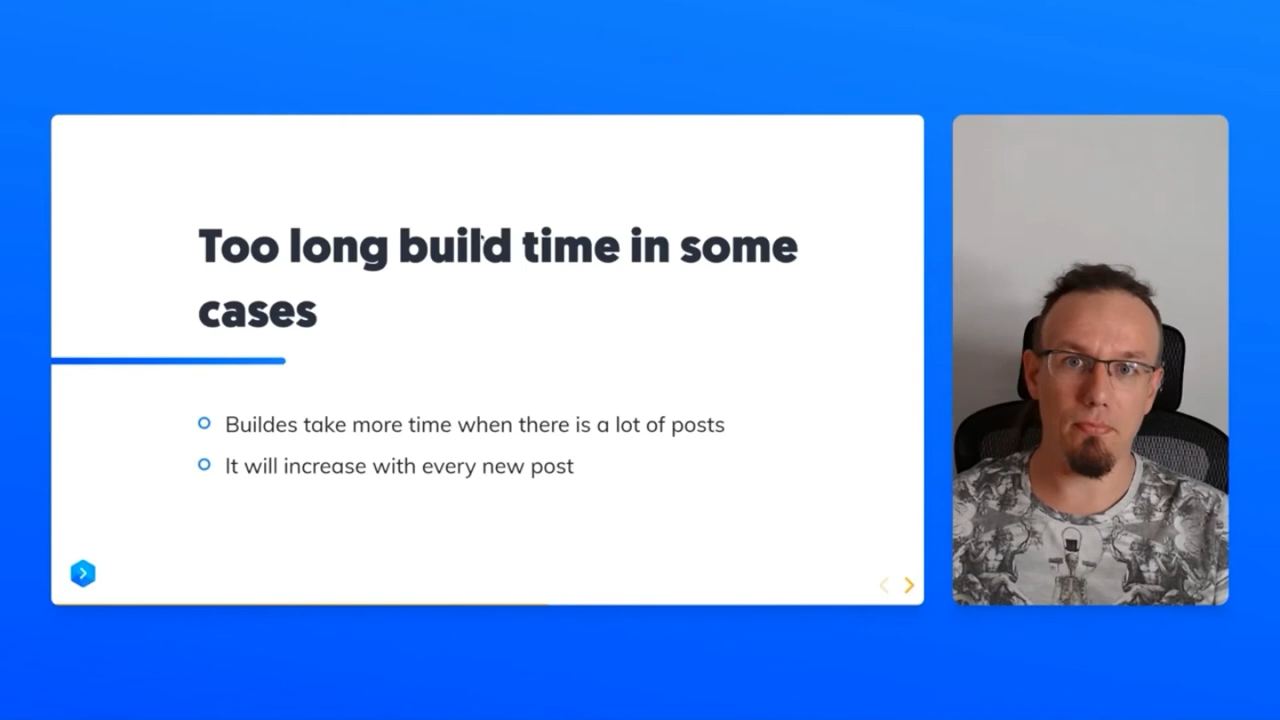 Too long build time in some
cases
Buildes take more time when there is a lot of posts
It will increase with every new post